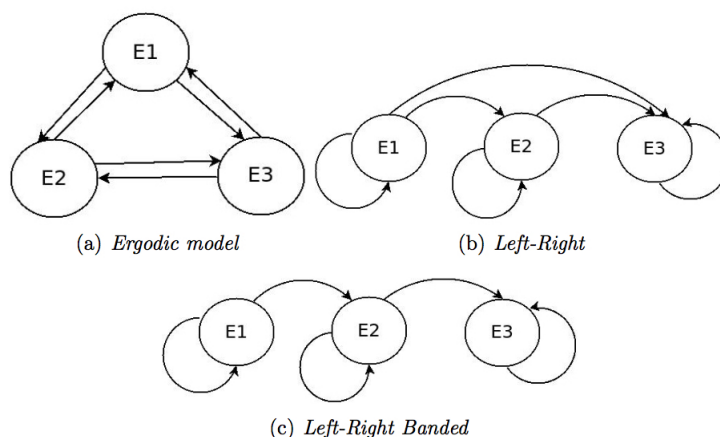 E1
E2
E3
(a) Ergodic model
E1
E2
E3
(b) Left-Right
E1
E2
E3
(c) Left-Right Banded